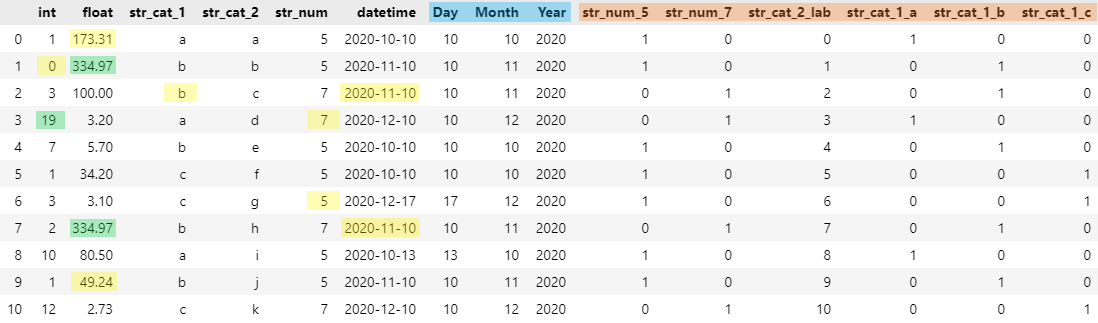 int float str_cat_1 str_cat_2 str_num datetime Day Month Year str_num_5 str_num_7 str_cat_2_lab str_cat_1_a str_cat_1_b str_cat_1_c
0 1 173.31 a a 5 2020-10-10 10 10 2020 1 0 0 1 0 0
1 0 334.97 b b 5 2020-11-10 10 11 2020 1 0 1 0 1 0
2 3 100.00 b c 7 2020-11-10 10 11 2020 0 1 2 0 1 0
3 19 3.20 a d 7 2020-12-10 10 12 2020 0 1 3 1 0 0
4 7 5.70 b e 5 2020-10-10 10 10 2020 1 0 4 0 1 0
5 1 34.20 c f 5 2020-10-10 10 10 2020 1 0 5 0 0 1
6 3 3.10 c g 5 2020-12-17 17 12 2020 1 0 6 0 0 1
7 2 334.97 b h 7 2020-11-10 10 11 2020 0 1 7 0 1 0
8 10 80.50 a i 5 2020-10-13 13 10 2020 1 0 8 1 0 0
9 1 49.24 b j 5 2020-11-10 10 11 2020 1 0 9 0 1 0
10 12 2.73 c k 7 2020-12-10 10 12 2020 0 1 10 0 0 1